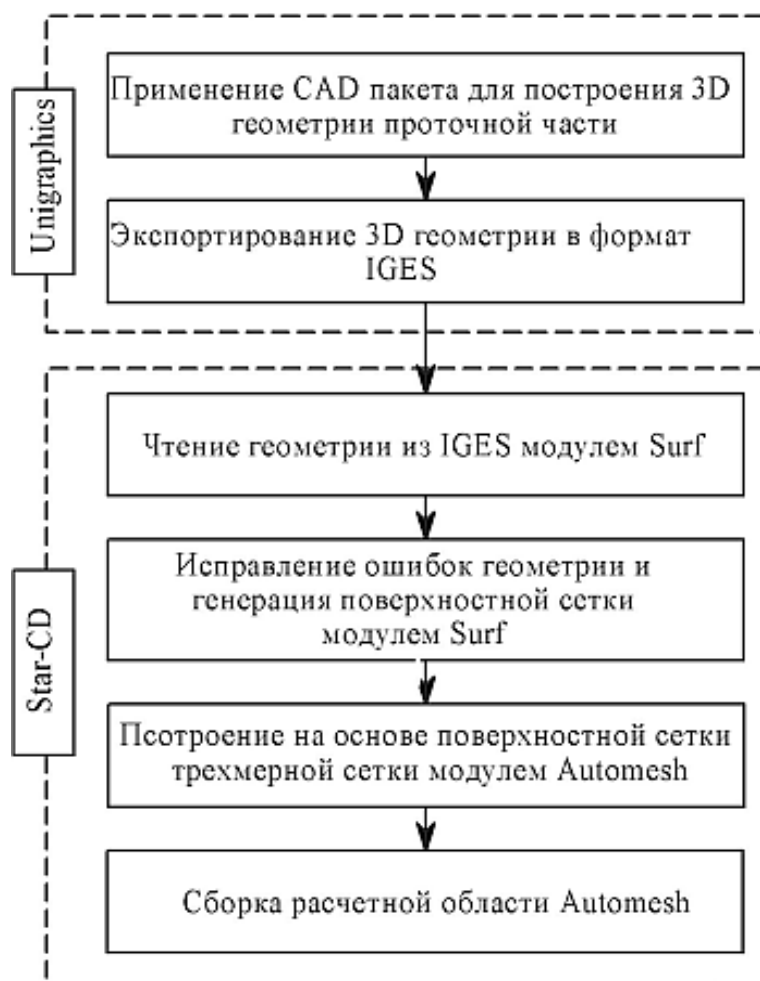 Unigraphics
Применение CAD пакета для построения 3D
геометрии проточной части
Экспортирование 3D геометрии в формат
IGES
Star-CD
Чтение геометрии из IGES модулем Surf
Исправление ошибок геометрии и
генерация поверхностной сетки
модулем Surf
Псотроение на основе поверхностной сетки
трехмерной сетки модулем Automesh
Сборка расчетной области Automesh